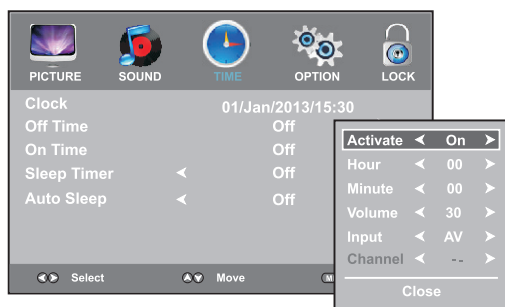 PICTURE SOUND TIME OPTION LOCK
Clock 01/Jan/2013/15:30
Off Time Off
On Time Off
Sleep Timer Off
Auto Sleep Off
Select Move
Activate On
Hour 00
Minute 00
Volume 30
Input AV
Channel --
Close